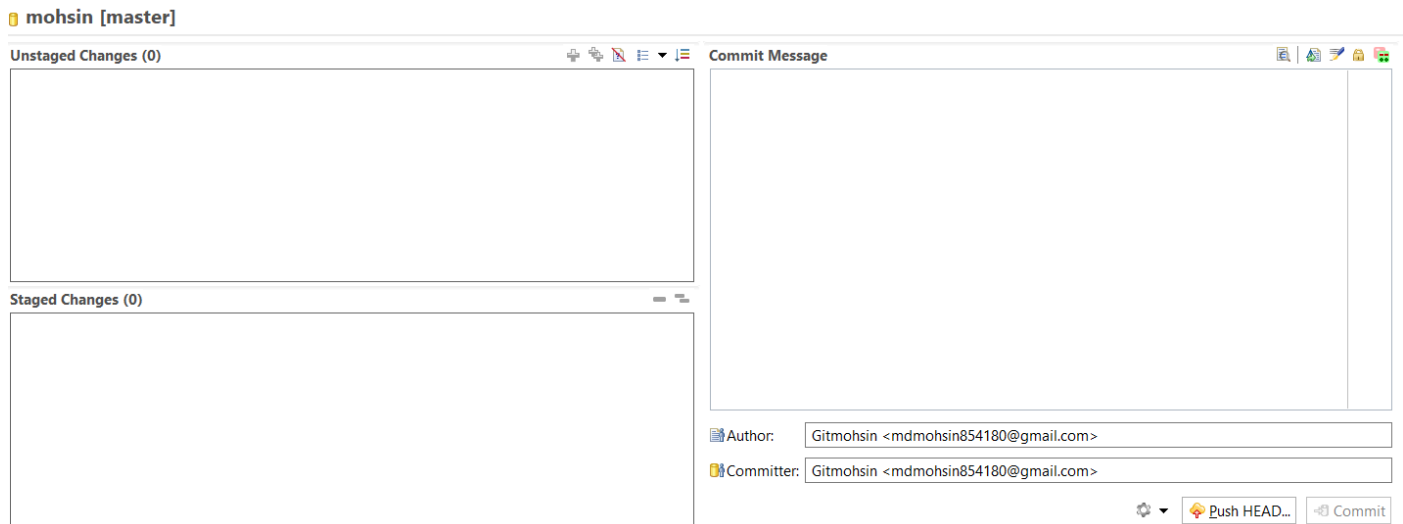 mohsin [master]
Unstaged Changes (0)
Staged Changes (0)
Commit Message
Author: Gitmohsin <mdmohsin854180@gmail.com>
Committer: Gitmohsin <mdmohsin854180@gmail.com>
Push HEAD... Commit